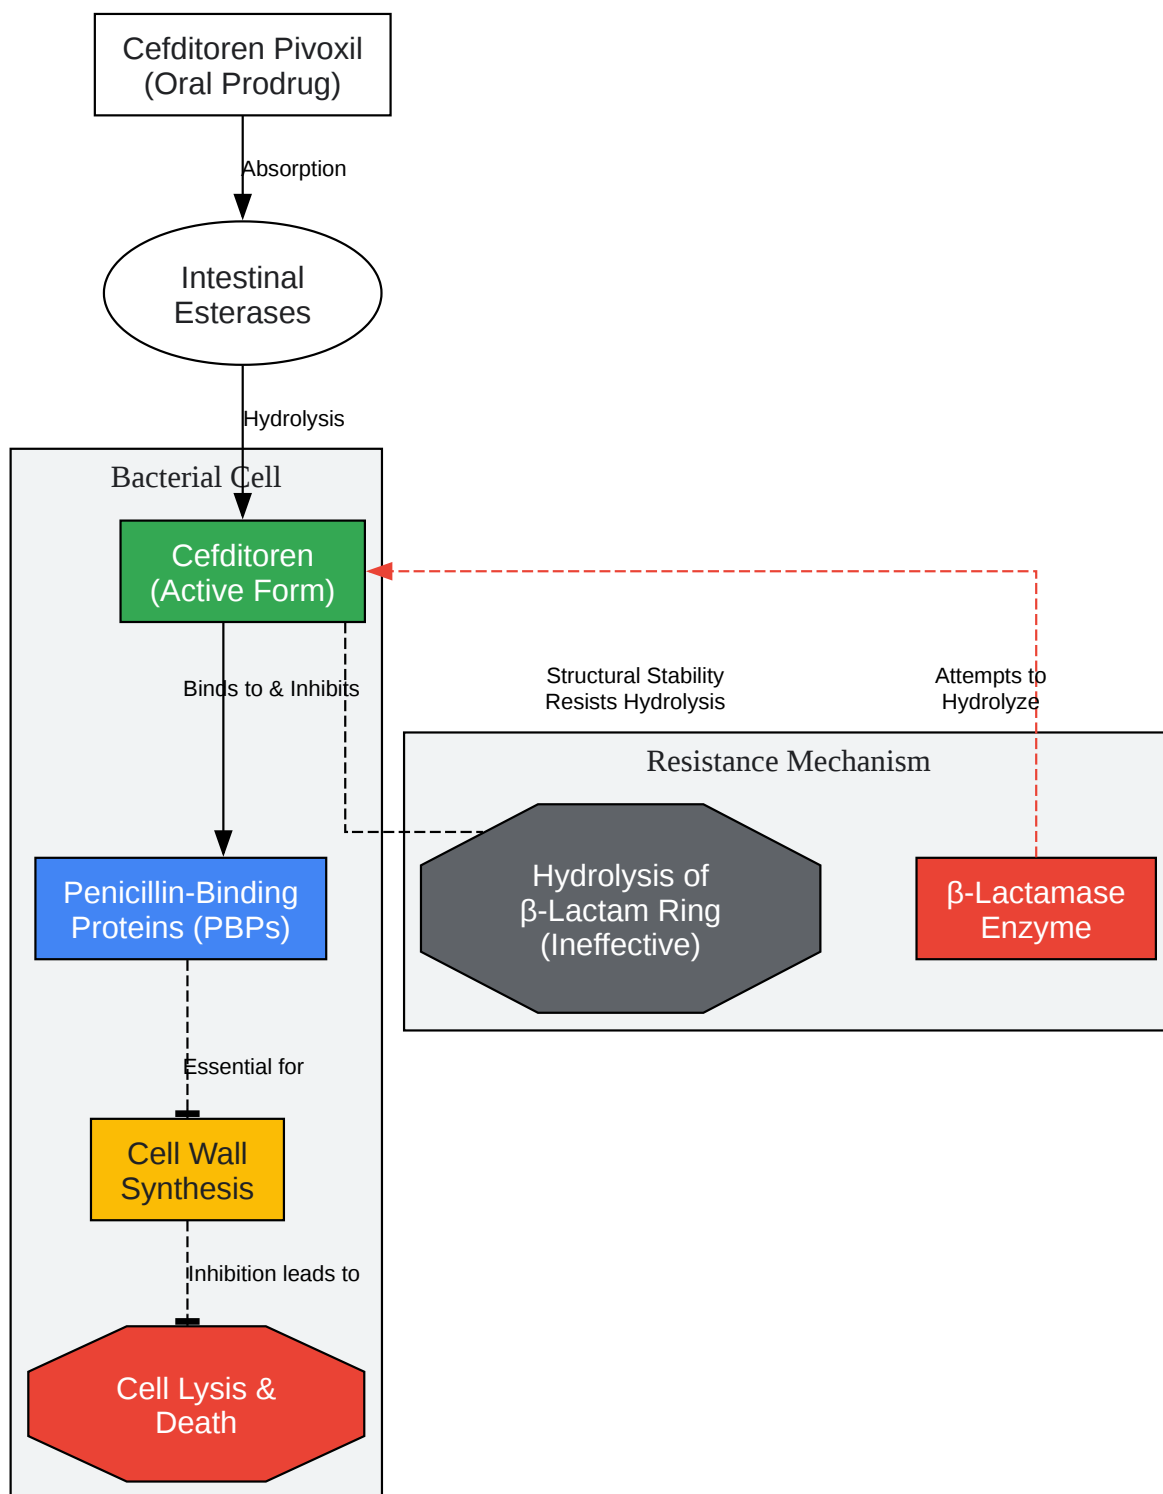 Cefditoren Pivoxil
(Oral Prodrug)
Absorption
Intestinal
Esterases
Hydrolysis
Bacterial Cell
Cefditoren
(Active Form)
Binds to & Inhibits
Structural Stability
Resists Hydrolysis
Attempts to
Hydrolyze
Resistance Mechanism
Penicillin-Binding
Proteins (PBPs)
Hydrolysis of
β-Lactam Ring
(Ineffective)
β-Lactamase
Enzyme
Essential for
Cell Wall
Synthesis
Inhibition leads to
Cell Lysis &
Death